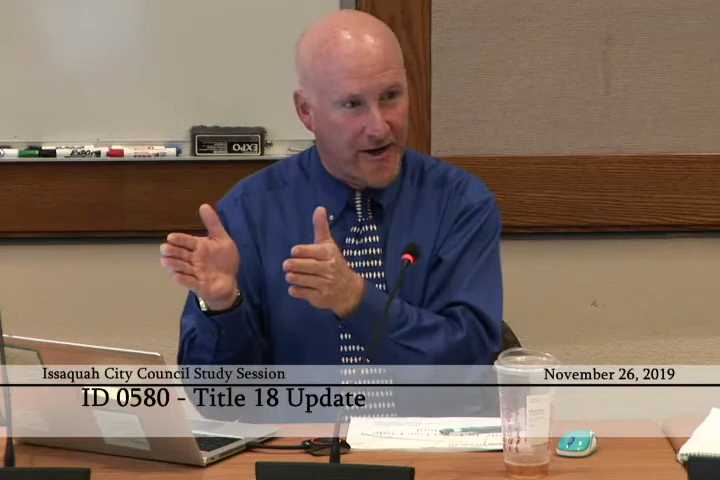 EXPO
EXPO
Issaquah City Council Study Session
November 26, 2019
ID 0580 - Title 18 Update